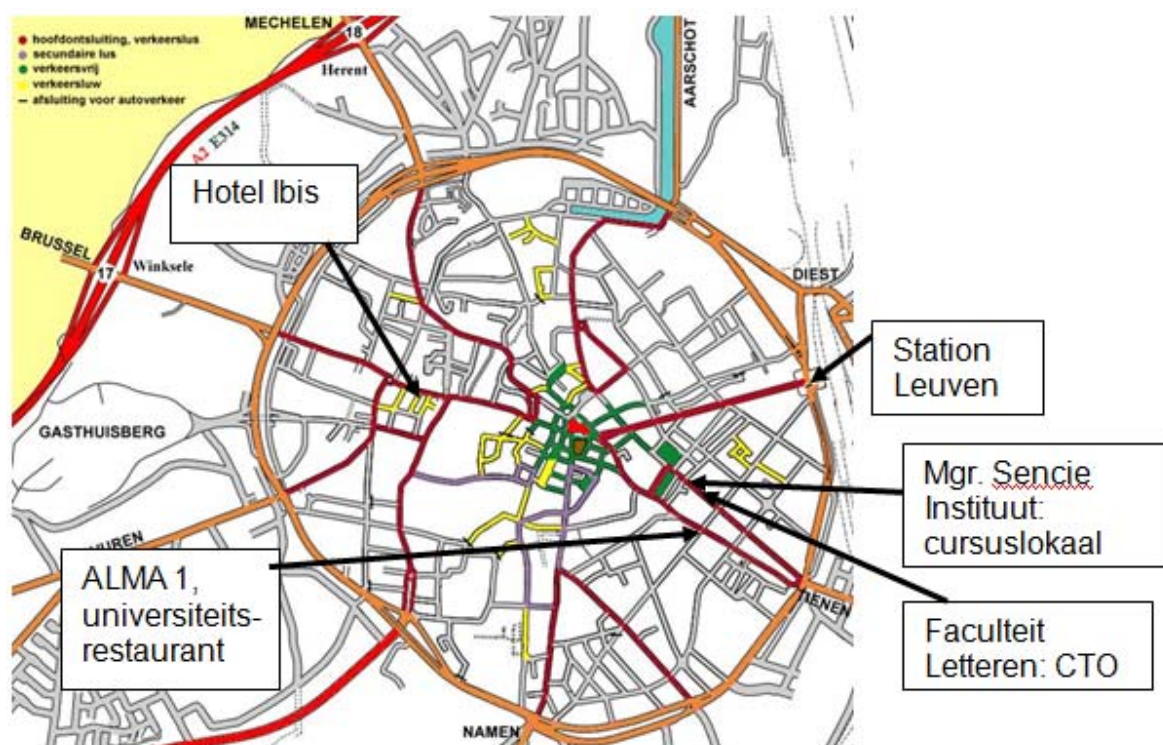 MECHELEN
18
hoofdontsluiting, verkeerslus
secundaire lus
verkeersvrij
verkeersluw
afsluiting voor autoverkeer
Herent
AARSCHOT
A2 E314
Hotel Ibis
BRUSSEL
17
Winksele
DIEST
Station
Leuven
GASTHUISBERG
Mgr. Sencie
Instituut:
cursuslokaal
ALMA 1,
universiteits-
restaurant
TIENEN
Faculteit
Letteren: CTO
NAMEN